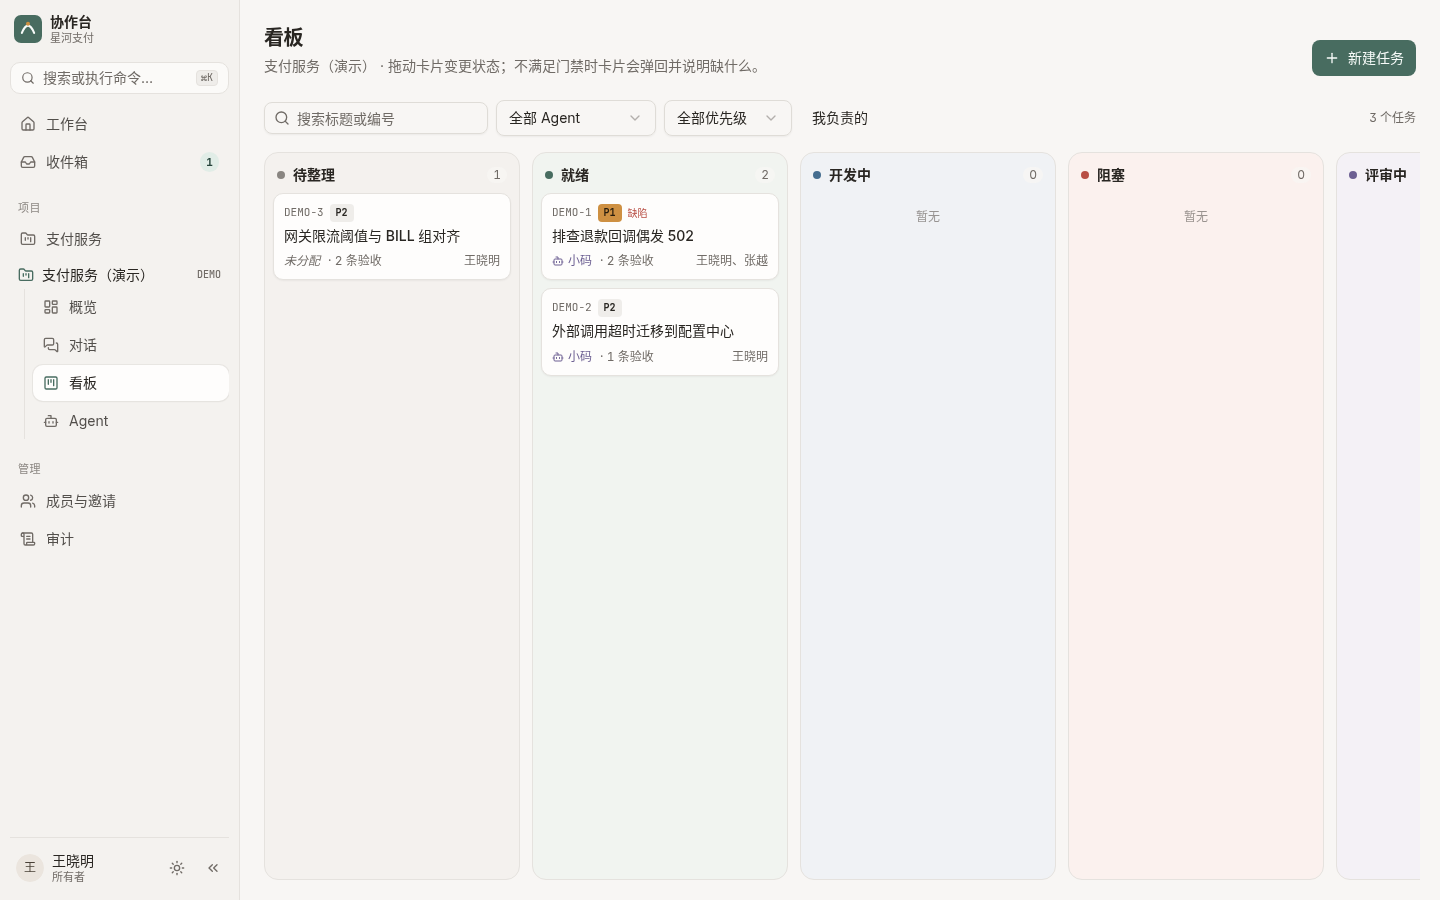 协作台
星河支付
搜索或执行命令...
⌘K
工作台
收件箱
1
项目
支付服务
支付服务（演示）
DEMO
概览
对话
看板
Agent
管理
成员与邀请
审计
王
王晓明
所有者
看板
支付服务（演示） · 拖动卡片变更状态；不满足门禁时卡片会弹回并说明缺什么。
新建任务
搜索标题或编号
全部 Agent
全部优先级
我负责的
3 个任务
待整理
1
DEMO-3 P2
网关限流阈值与 BILL 组对齐
未分配 · 2 条验收 王晓明
就绪
2
DEMO-1 P1 缺陷
排查退款回调偶发 502
小码 · 2 条验收 王晓明、张越
DEMO-2 P2
外部调用超时迁移到配置中心
小码 · 1 条验收 王晓明
开发中
0
暂无
阻塞
0
暂无
评审中